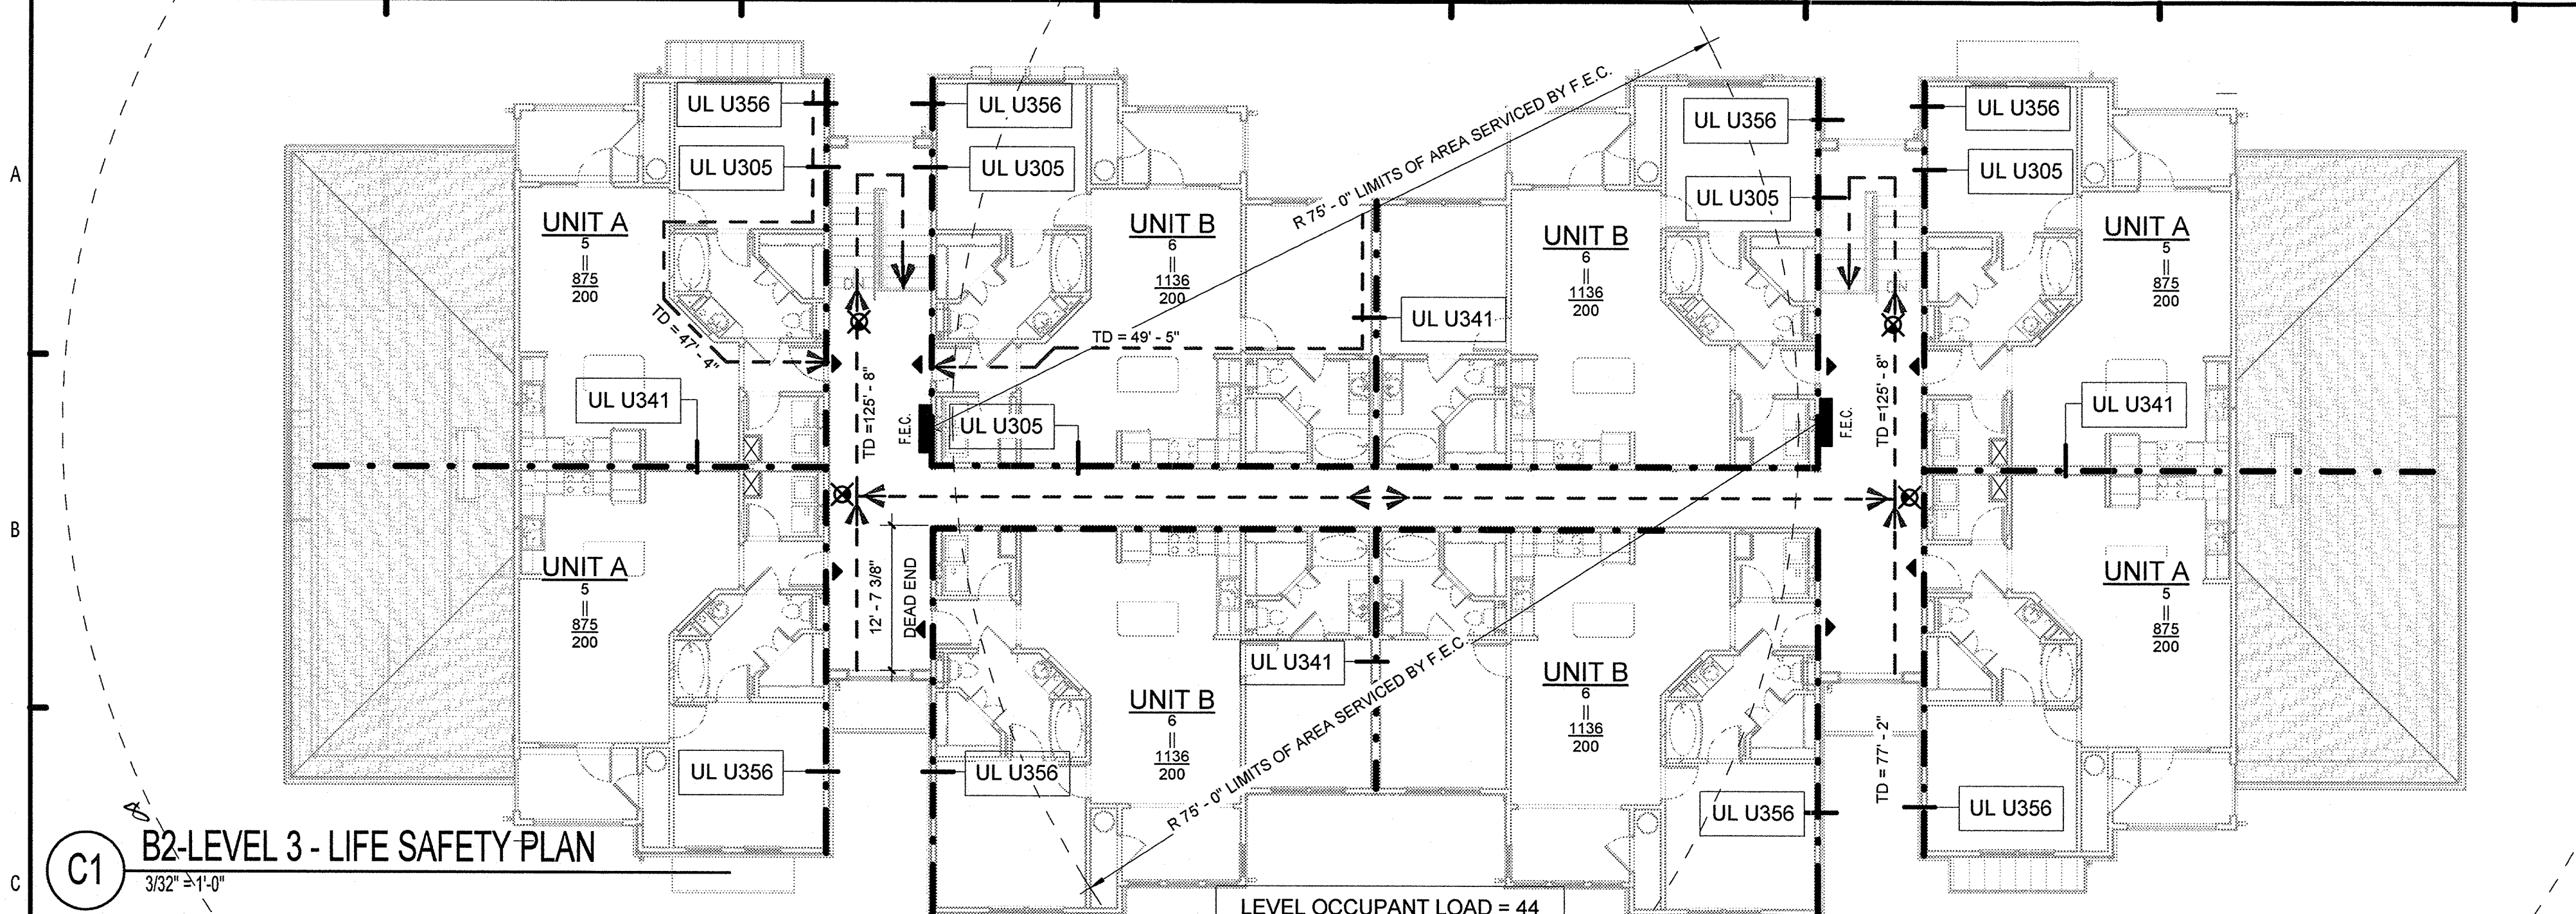 R 75' - 0" LIMITS OF AREA SERVICED BY F.E.C.
UL U356
UL U356
UL U356
UL U356
UL U305
UL U305
UL U305
UL U305
UNIT A
5
=
875
200
UNIT B
6
=
1136
200
UNIT B
6
=
1136
200
UNIT A
5
=
875
200
TD = 47' - 4"
TD =125' - 8"
TD = 49' - 5"
UL U341
TD =125' - 8"
UL U341
F.E.C.
UL U305
F.E.C.
UL U341
A
B
C
UNIT A
5
=
875
200
12' - 7 3/8"
DEAD END
UL U341
UNIT B
6
=
1136
200
UNIT B
6
=
1136
200
UNIT A
5
=
875
200
R 75' - 0" LIMITS OF AREA SERVICED BY F.E.C.
TD = 77' - 2"
UL U356
UL U356
UL U356
UL U356
C1
B2-LEVEL 3 - LIFE SAFETY PLAN
3/32" = 1'-0"
LEVEL OCCUPANT LOAD = 44